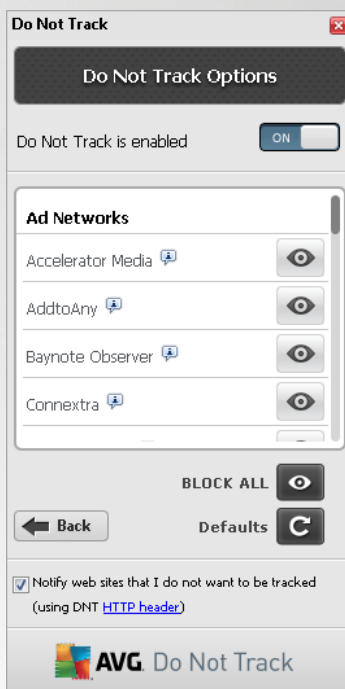 Do Not Track
Do Not Track Options
Do Not Track is enabled
ON
Ad Networks
Accelerator Media
AddtoAny
Baynote Observer
Connextra
BLOCK ALL
Back
Defaults
Notify web sites that I do not want to be tracked
(using DNT HTTP header)
AVG. Do Not Track